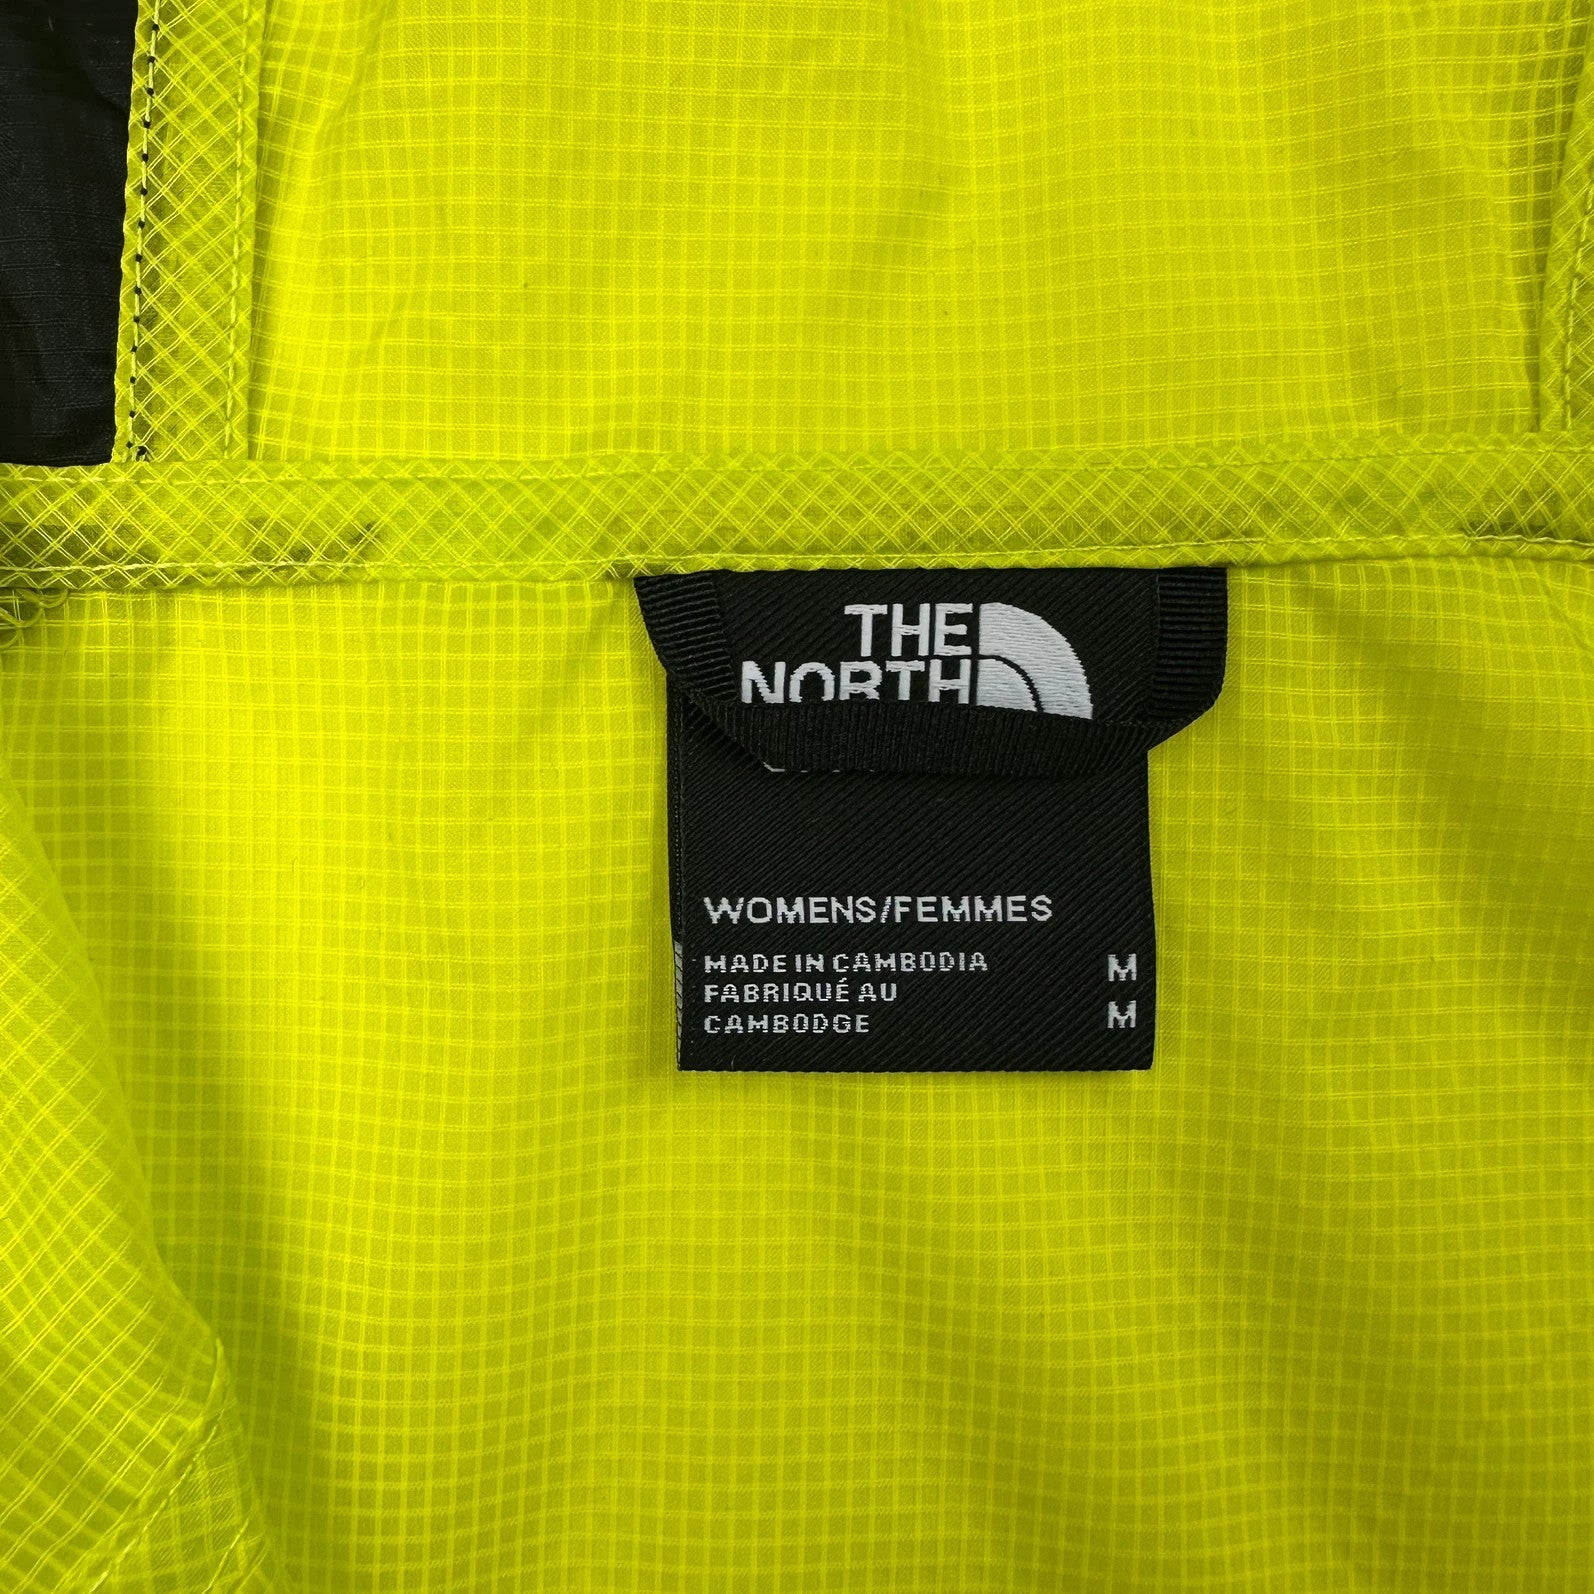 THE
NORTH
WOMENS/FEMMES
MADE IN CAMBODIA M
FABRIQUÉ AU
CAMBODGE M